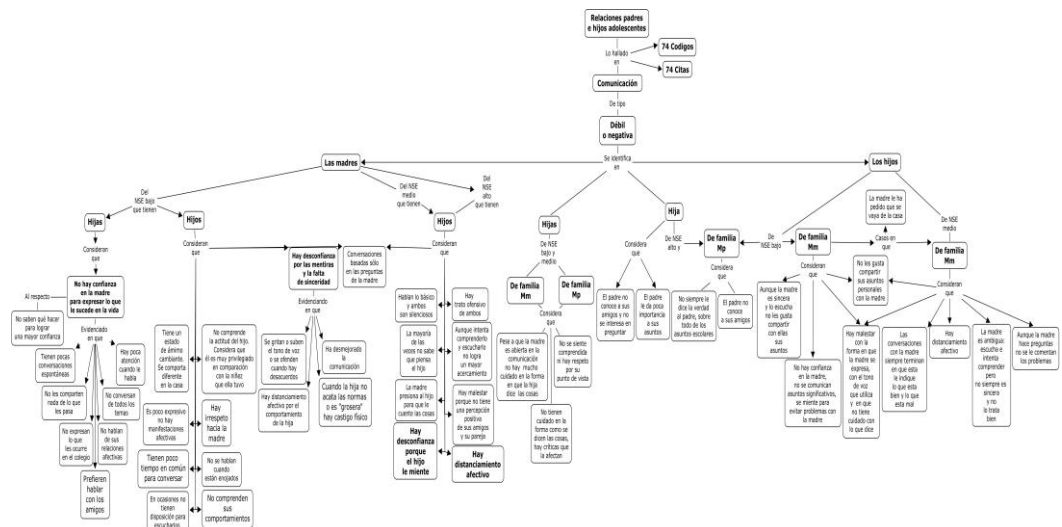 Relaciones padres
e hijos adolescentes
Lo hallado
en
74 Codigos
74 Citas
Comunicación
De tipo
Débil
o negativa
Se identifica
en
Las madres
Los hijos
Del
NSE bajo
que tienen
Del NSE
medio
que tienen
Del
NSE
alto
que tienen
Hijas
Hijos
Hijos
Consideran
que
Consideran
que
Consideran
que
No hay confianza
en la madre
para expresar lo que
le sucede en la vida
Al respecto
No saben qué hacer
para lograr
una mayor confianza
Evidenciado
en que
Tienen pocas
conversaciones
espontáneas
Hay poca
atención
cuando le
habla
No les comparten
nada de lo que
les pasa
No conversar
de todos los
temas
No expresan
lo que
les ocurre
en el colegio
No hablan
de sus
relaciones
afectivas
Prefieren
hablar
con los
amigos
Tiene un
estado de
ánimo
cambiante.
Se comporta
diferente
en la casa
No comprende
la actitud del hijo.
Considera que
él es muy privilegiado
en comparación
con la niñez
que ella tuvo
Es poco expresivo
no hay
manifestaciones
afectivas
Hay
irrespeto
hacia la
madre
Tienen poco
tiempo en común
para conversar
No se hablan
cuando
están enojados
En ocasiones no
tienen
disposición para
escucharlos
No comprenden
sus
comportamientos
Hay desconfianza
por las mentiras
y la falta
de sinceridad
Conversaciones
basadas sólo
en las preguntas
de la madre
Evidenciando
en que
Se gritan o suben
el tono de voz
o se ofenden
cuando hay
desacuerdos
Ha desmejorado
la
comunicación
Hay distanciamiento
afectivo por el
comportamiento
de la hija
Cuando la hija no
acata las normas
o es "grosera"
hay castigo físico
Hablan lo básico
y ambos
son silenciosos
Hay
trato ofensivo
de ambos
La mayoría
de las
veces no sabe
que piensa
el hijo
Aunque intenta
comprenderlo
y escucharlo
no logra
un mayor
acercamiento
La madre
presiona al hijo
para que le
cuente las cosas
Hay malestar
porque no tiene
una percepción
positiva
de sus amigos
y su pareja
Hay
desconfianza
porque
el hijo
le miente
Hay
distanciamiento
afectivo
Hijas
Hija
De NSE
bajo y
medio
Considera
que
De NSE
alto y
De familia
Mm
De familia
Mp
De familia
Mp
Considera
que
Considera
que
Pese a que la madre
es abierta en la
comunicación
no hay mucho
cuidado en la forma
en que la hija
dice las cosas
No se siente
comprendida
ni hay respeto
por su
punto de vista
No tienen
cuidado en la
forma como se
dicen las cosas,
hay críticas que
la afectan
El padre no
conoce a sus
amigos y no
se interesa en
preguntar
El padre
le da poca
importancia
a sus
asuntos
No siempre le
dice la verdad
al padre, sobre
todo de los
asuntos escolares
El padre no
conoce
a sus amigos
De
NSE bajo
De familia
Mm
La madre le ha
pedido que se
vaya de la casa
Casos en
que
De
NSE
medio
De familia
Mm
Consideran
que
Consideran
que
No les gusta
compartir
sus asuntos
personales
con la madre
Aunque la madre
es sincera
y lo escucha
no les gusta
compartir
con ellas
sus
asuntos
No hay confianza
en la madre,
no se comunican
asuntos significativos,
se miente para
evitar problemas con
la madre
Hay malestar
con la
forma en que
la madre se
expresa,
con el tono
de voz
que utiliza
y en que
no tiene
cuidado con
lo que dice
Las
conversaciones
con la madre
siempre terminan
en que esta
le indique
lo que esta
bien y lo que
esta mal
Hay
distanciamiento
afectivo
La madre
es ambigua:
escucha e
intenta
comprender
pero
no siempre es
sincera
y no
lo trata
bien
Aunque la madre
hace preguntas
no se le comentan
los problemas